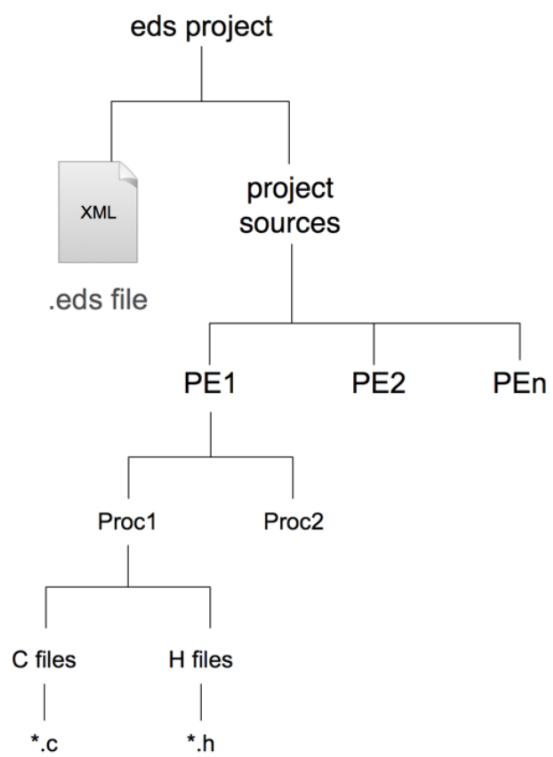 eds project
XML
.eds file
project
sources
PE1
PE2
PEn
Proc1
Proc2
C files
H files
*.c
*.h